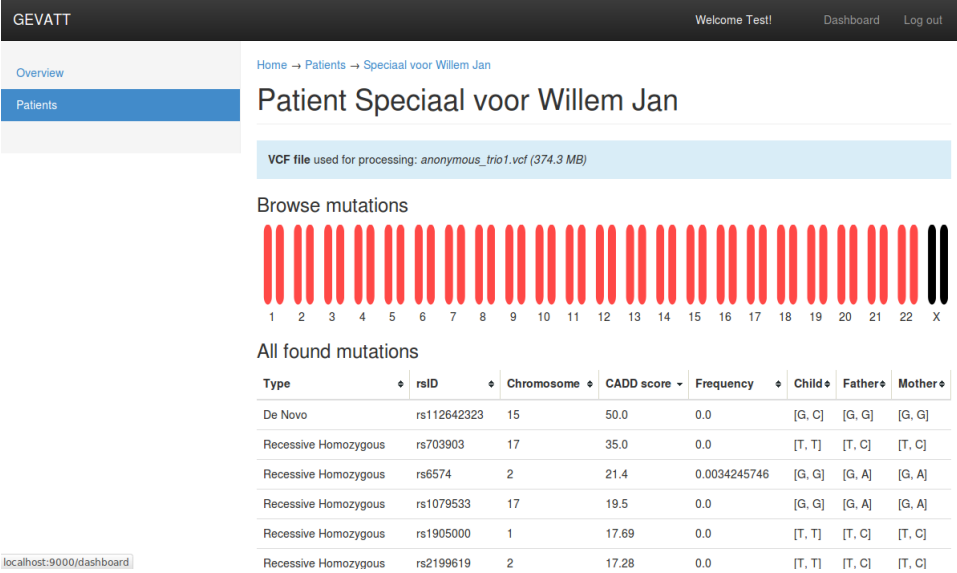 GEVATT Welcome Test! Dashboard Log out
Overview
Patients
Home → Patients → Speciaal voor Willem Jan
Patient Speciaal voor Willem Jan
VCF file used for processing: anonymous_trio1.vcf (374.3 MB)
Browse mutations
1 2 3 4 5 6 7 8 9 10 11 12 13 14 15 16 17 18 19 20 21 22 X
All found mutations
Type rsID Chromosome CADD score Frequency Child Father Mother
De Novo rs112642323 15 50.0 0.0 [G, C] [G, G] [G, G]
Recessive Homozygous rs703903 17 35.0 0.0 [T, T] [T, C] [T, C]
Recessive Homozygous rs6574 2 21.4 0.0034245746 [G, G] [G, A] [G, A]
Recessive Homozygous rs1079533 17 19.5 0.0 [G, G] [G, A] [G, A]
Recessive Homozygous rs1905000 1 17.69 0.0 [T, T] [T, C] [T, C]
Recessive Homozygous rs2199619 2 17.28 0.0 [T, T] [T, C] [T, C]
localhost:9000/dashboard